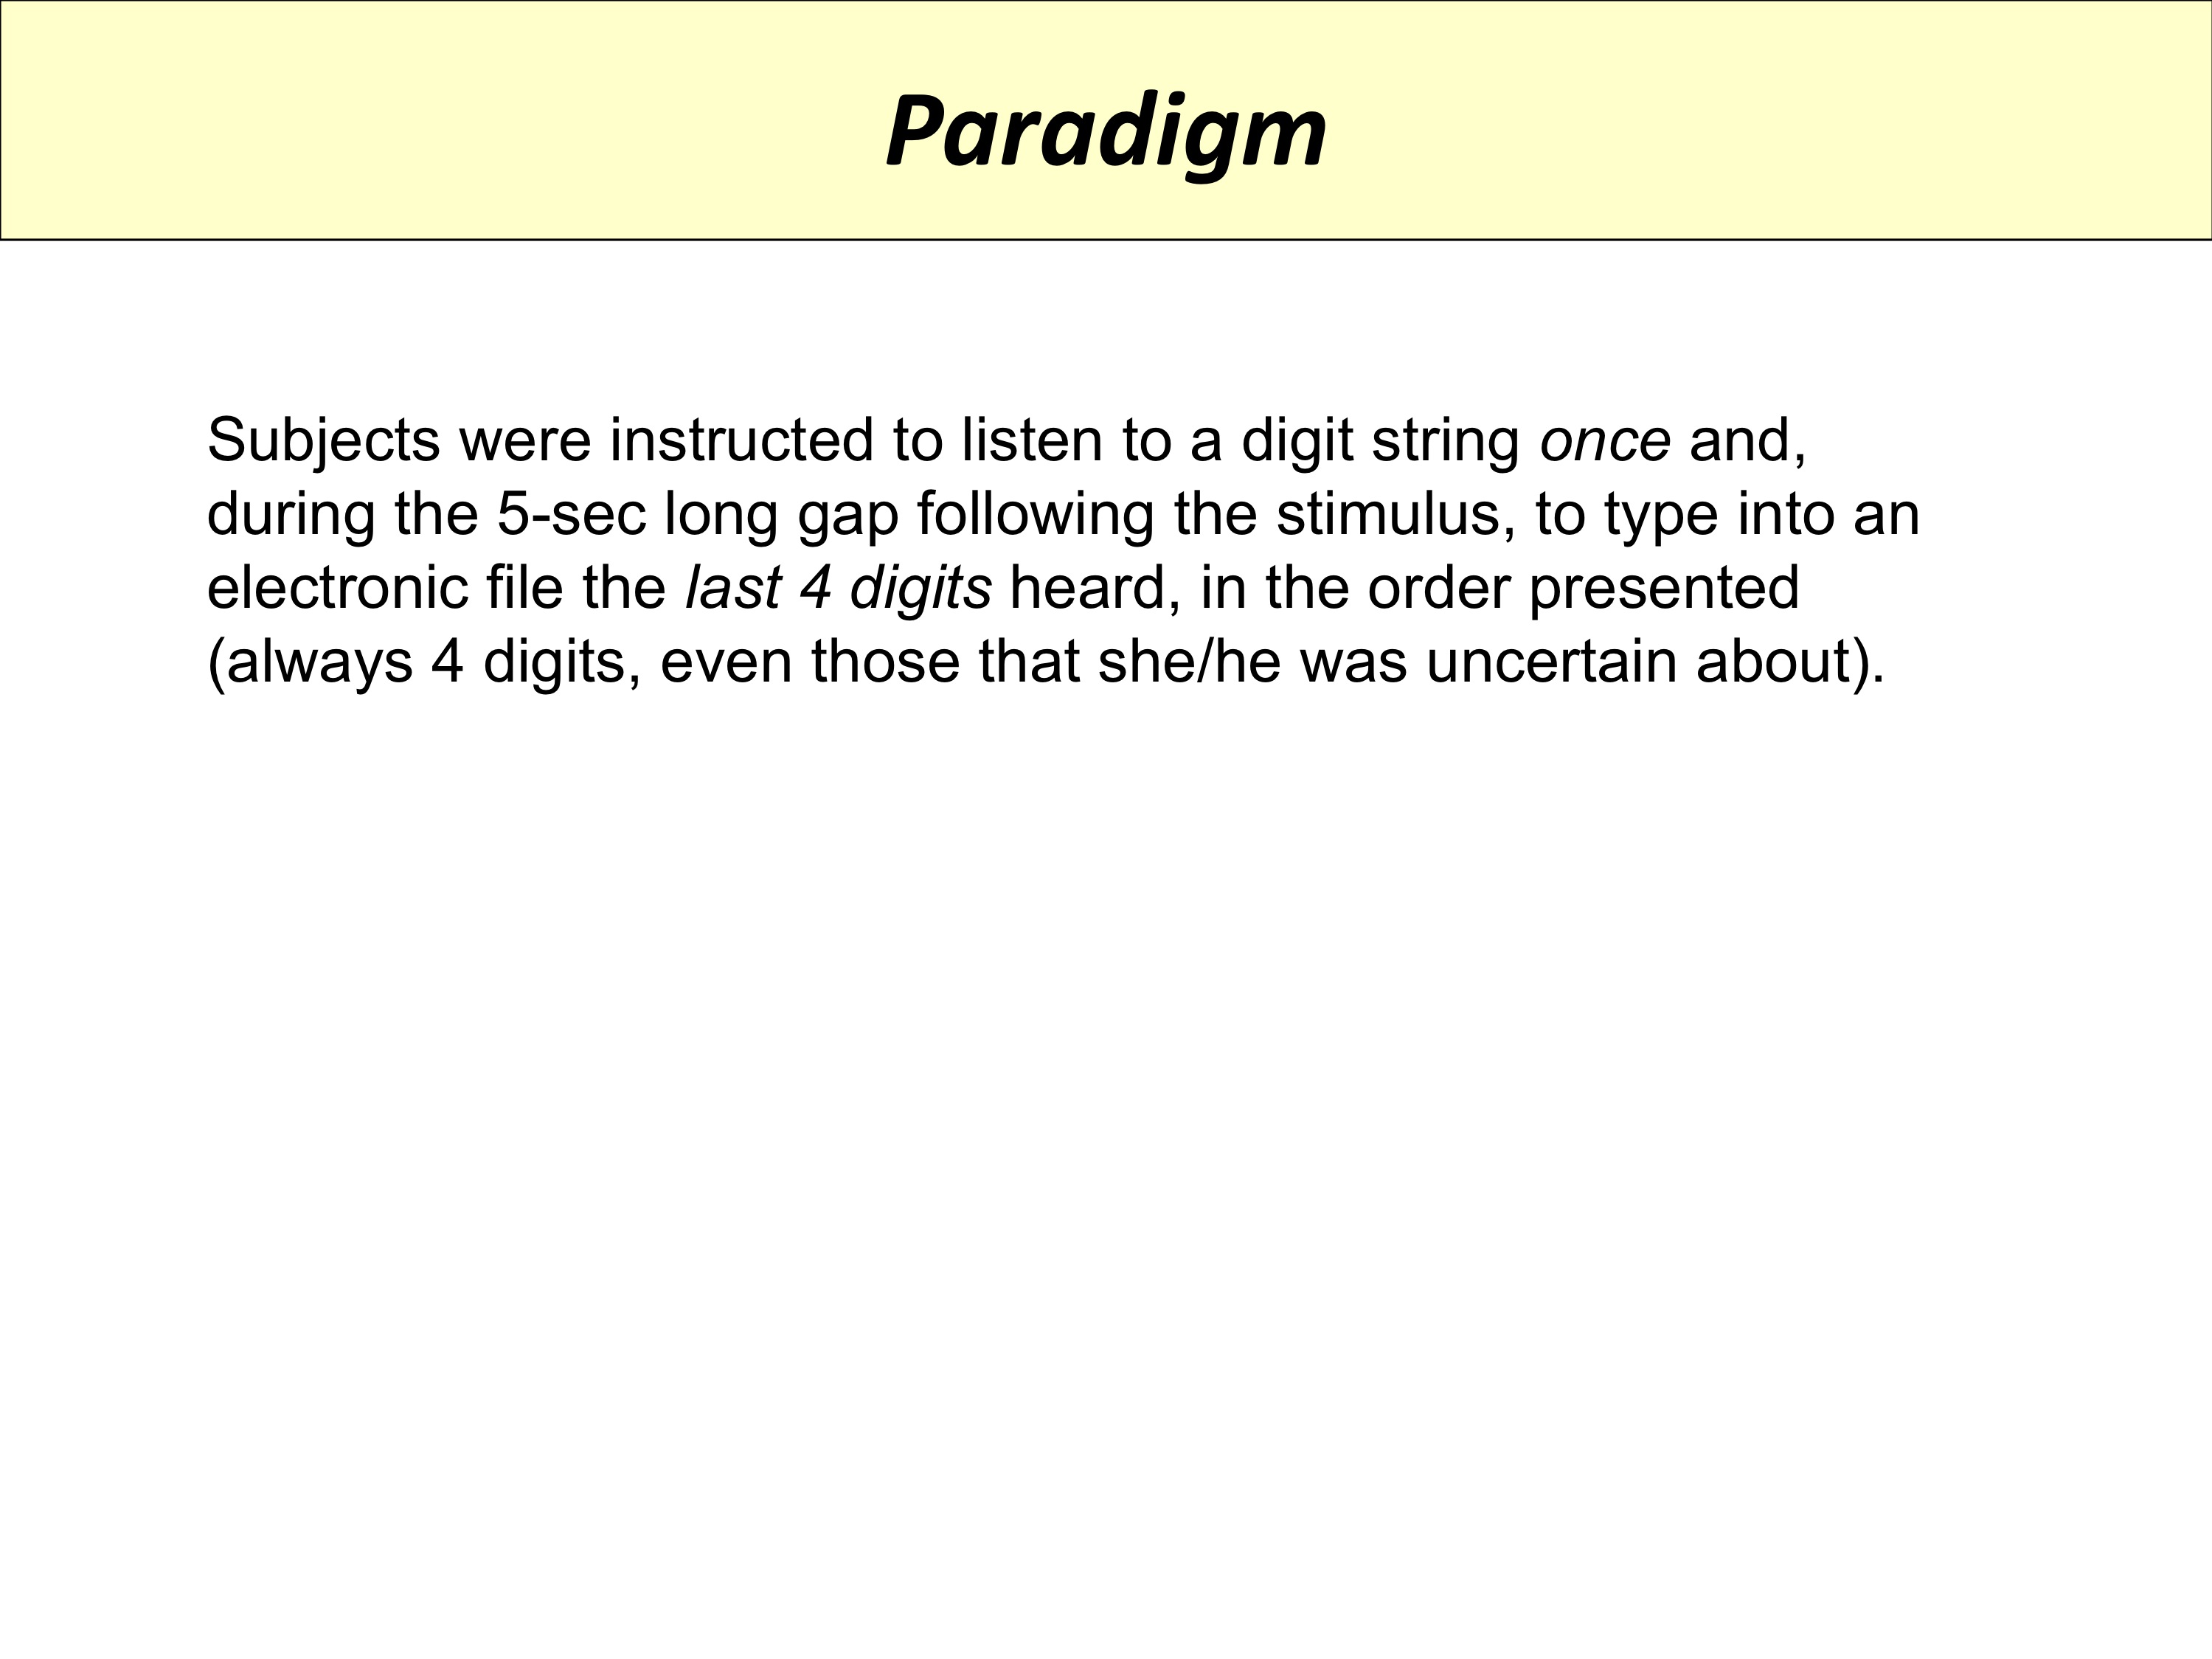 Paradigm
Subjects were instructed to listen to a digit string once and,
during the 5-sec long gap following the stimulus, to type into an
electronic file the last 4 digits heard, in the order presented
(always 4 digits, even those that she/he was uncertain about).